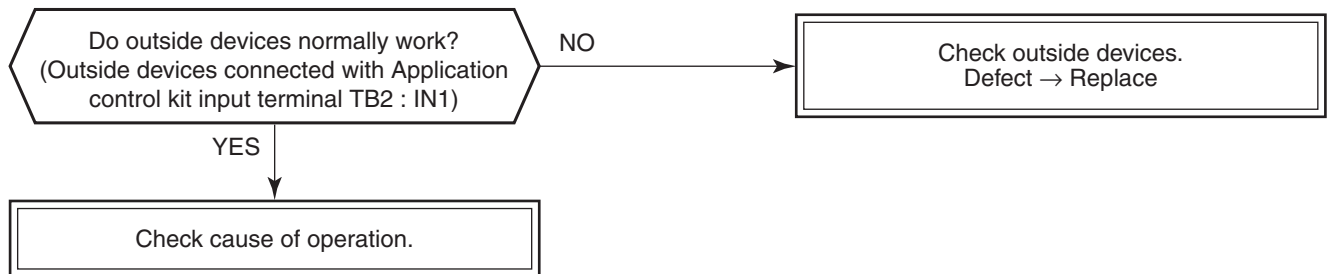 Do outside devices normally work?
(Outside devices connected with Application
control kit input terminal TB2 : IN1)
NO
Check outside devices.
Defect → Replace
YES
Check cause of operation.